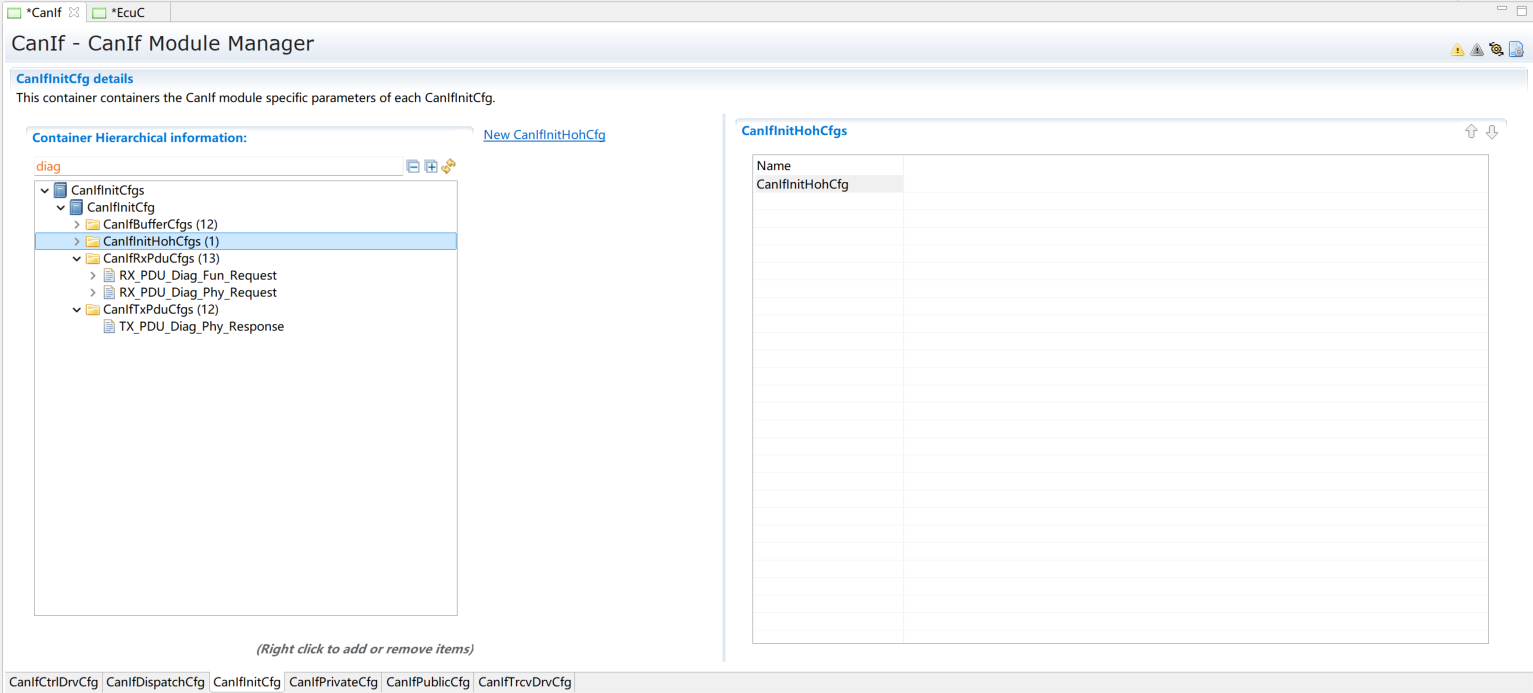 *CanIf
*EcuC
CanIf - CanIf Module Manager
CanIfInitCfg details
This container containers the CanIf module specific parameters of each CanIfInitCfg.
Container Hierarchical information:
New CanIfInitHohCfg
diag
CanIfInitCfgs
CanIfInitCfg
CanIfBufferCfgs (12)
CanIfInitHohCfgs (1)
CanIfRxPduCfgs (13)
RX_PDU_Diag_Fun_Request
RX_PDU_Diag_Phy_Request
CanIfTxPduCfgs (12)
TX_PDU_Diag_Phy_Response
(Right click to add or remove items)
CanIfInitHohCfgs
Name
CanIfInitHohCfg
CanIfCtrlDrvCfg CanIfDispatchCfg CanIfInitCfg CanIfPrivateCfg CanIfPublicCfg CanIfTrcvDrvCfg